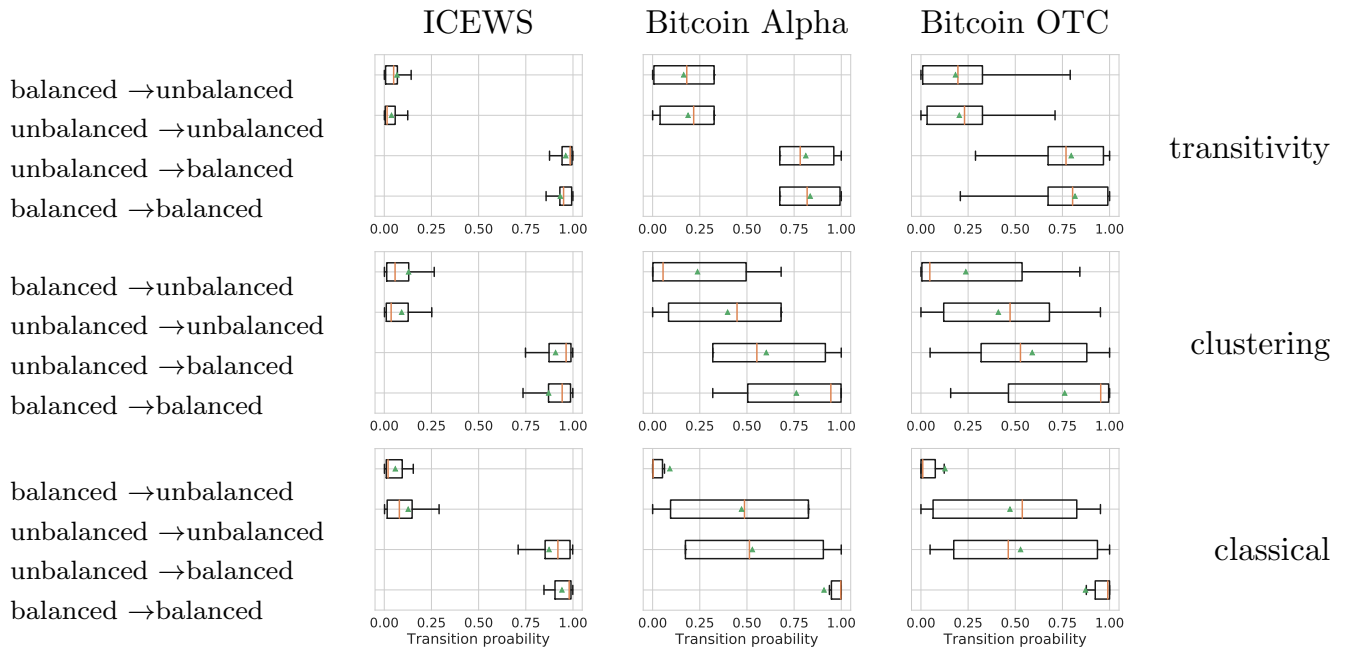 ICEWS Bitcoin Alpha Bitcoin OTC
balanced →unbalanced
unbalanced →unbalanced
unbalanced →balanced
balanced →balanced
transitivity
0.00 0.25 0.50 0.75 1.00 0.00 0.25 0.50 0.75 1.00 0.00 0.25 0.50 0.75 1.00
balanced →unbalanced
unbalanced →unbalanced
unbalanced →balanced
balanced →balanced
clustering
0.00 0.25 0.50 0.75 1.00 0.00 0.25 0.50 0.75 1.00 0.00 0.25 0.50 0.75 1.00
balanced →unbalanced
unbalanced →unbalanced
unbalanced →balanced
balanced →balanced
classical
0.00 0.25 0.50 0.75 1.00 0.00 0.25 0.50 0.75 1.00 0.00 0.25 0.50 0.75 1.00
Transition proability Transition proability Transition proability